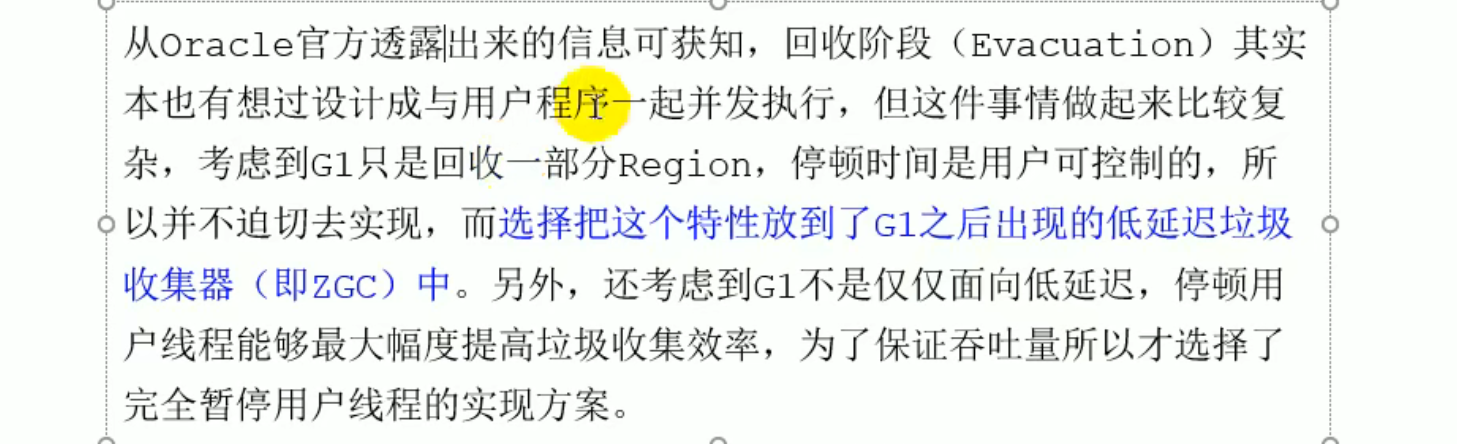 从Oracle官方透露出来的信息可获知，回收阶段（Evacuation）其实
本也有想过设计成与用户程序一起并发执行，但这件事情做起来比较复
杂，考虑到G1只是回收一部分Region，停顿时间是用户可控制的，所
以并不迫切去实现，而选择把这个特性放到了G1之后出现的低延迟垃圾
收集器（即ZGC）中。另外，还考虑到G1不是仅仅面向低延迟，停顿用
户线程能够最大幅度提高垃圾收集效率，为了保证吞吐量所以才选择了
完全暂停用户线程的实现方案。